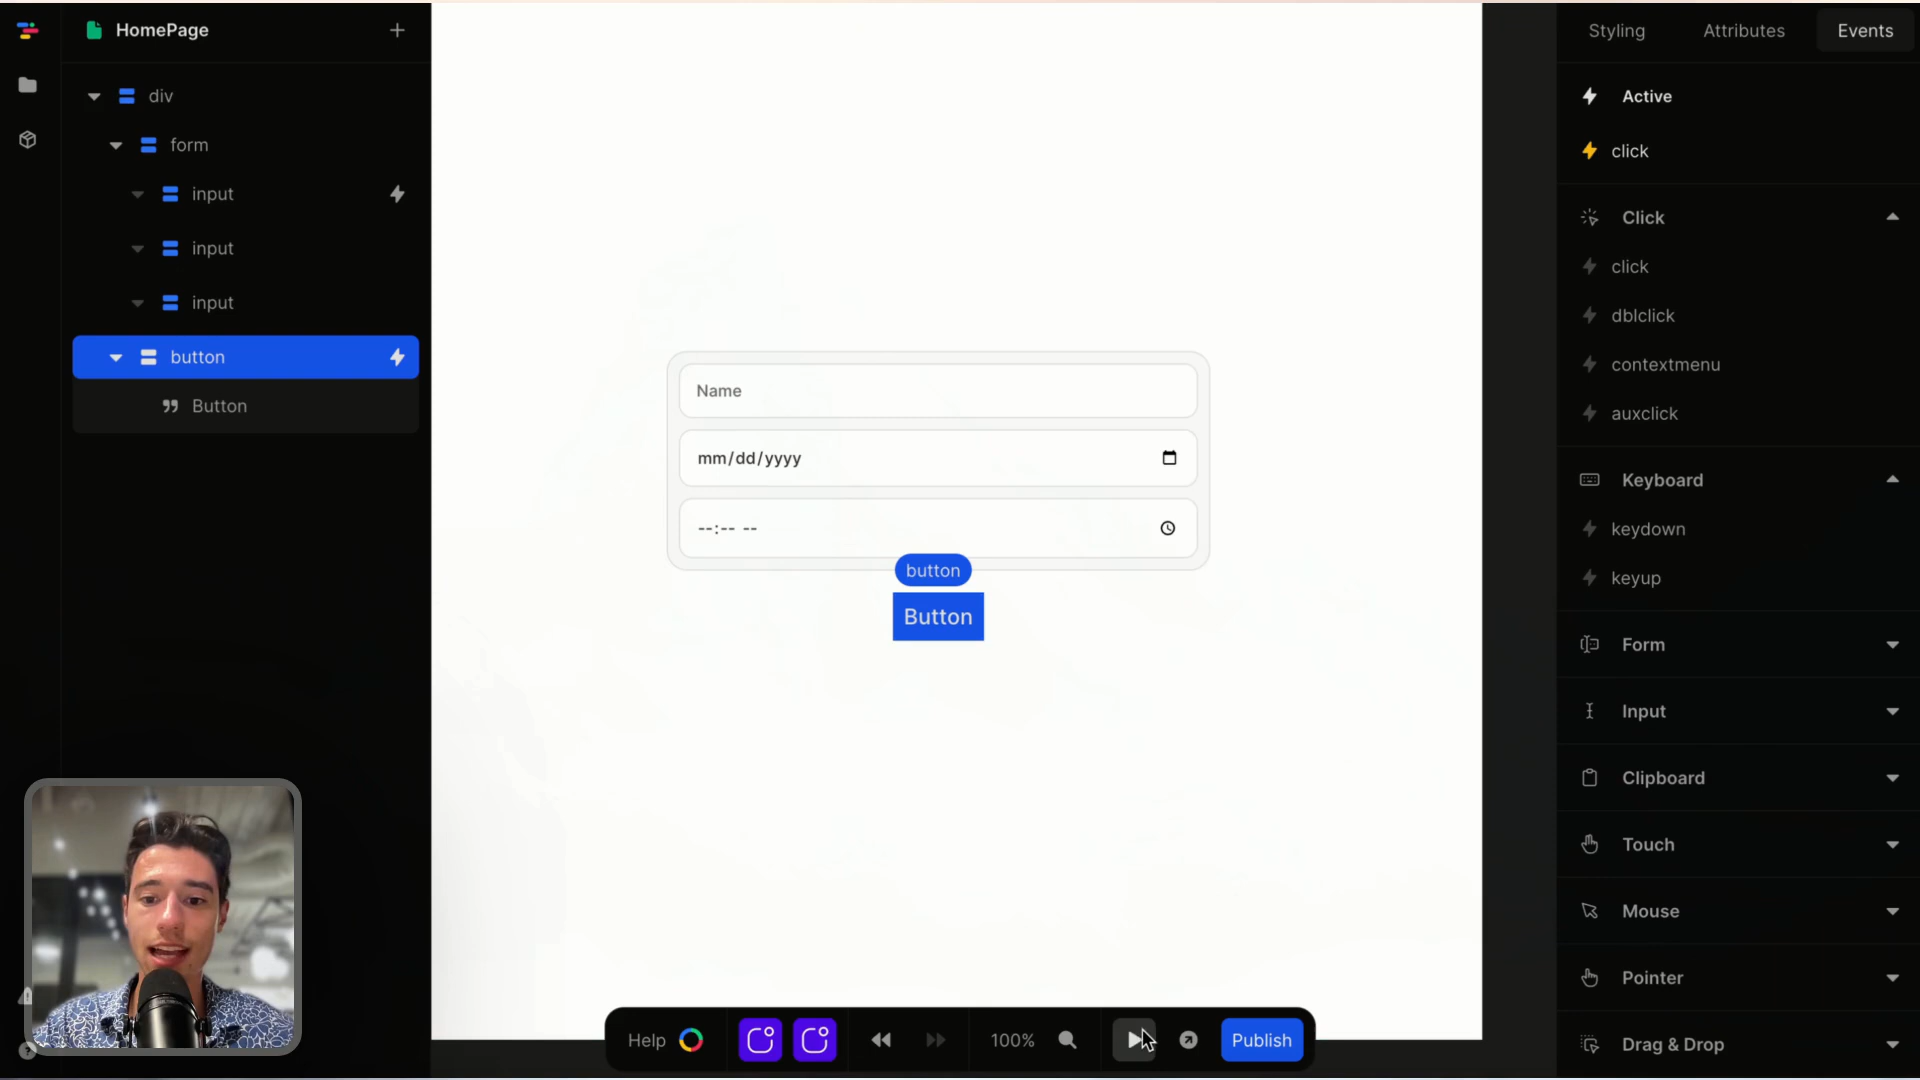 HomePage
div
form
input
input
input
button
Button
Name
mm/dd/yyyy
--:-- --
button
Button
Help
100%
Publish
Styling
Attributes
Events
Active
click
Click
click
dblclick
contextmenu
auxclick
Keyboard
keydown
keyup
Form
Input
Clipboard
Touch
Mouse
Pointer
Drag & Drop